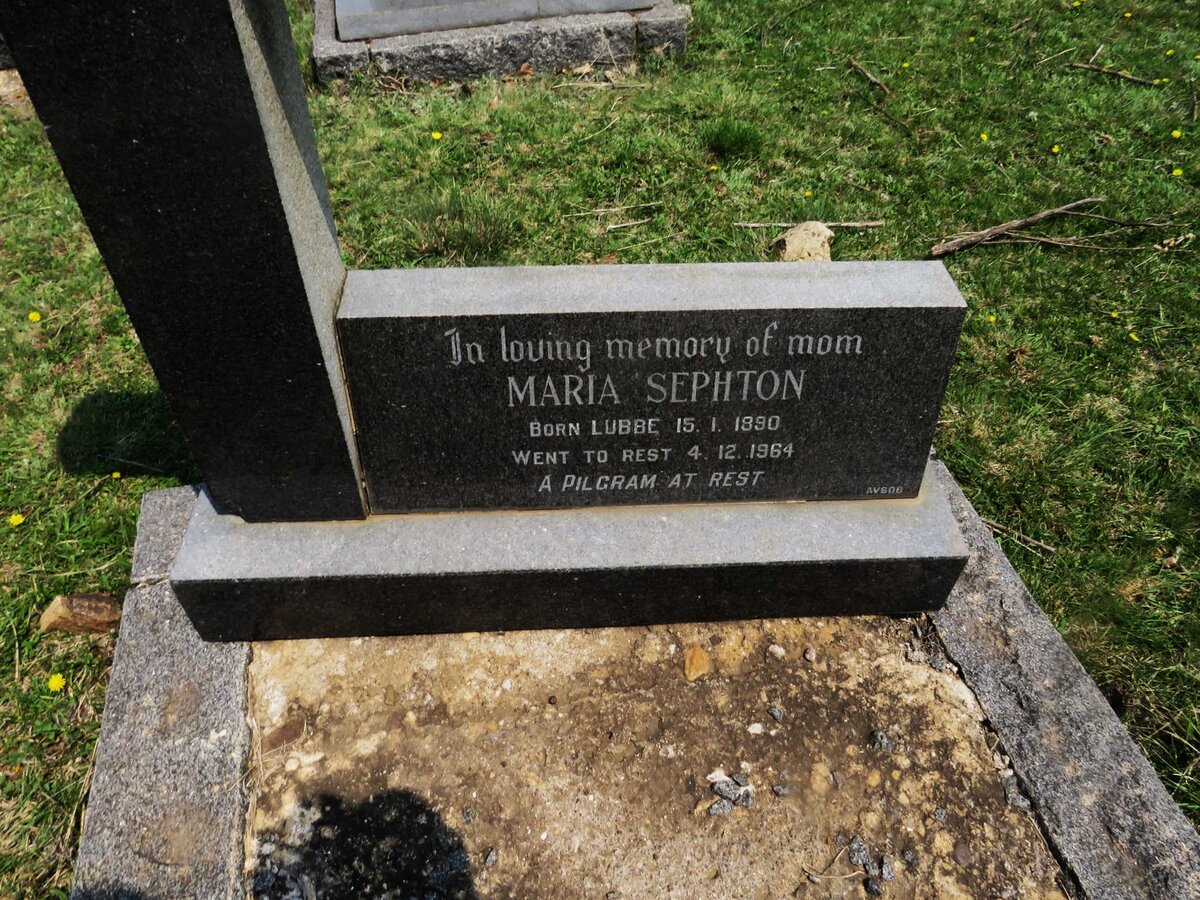 In loving memory of mom
MARIA SEPHTON
BORN LUBBE 15. 1. 1890
WENT TO REST 4. 12. 1964
A PILGRAM AT REST
AVBOB